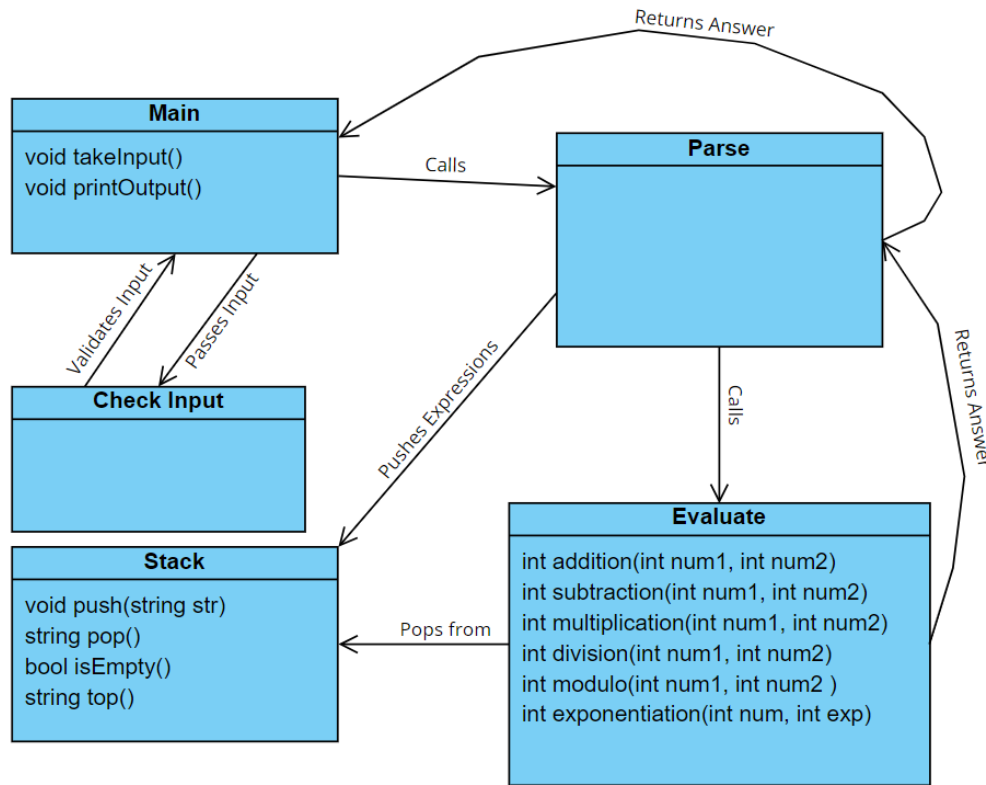 Returns Answer
Main
void takeInput()
void printOutput()
Calls
Parse
Validates Input
Passes Input
Check Input
Pushes Expressions
Calls
Returns Answer
Stack
void push(string str)
string pop()
bool isEmpty()
string top()
Pops from
Evaluate
int addition(int num1, int num2)
int subtraction(int num1, int num2)
int multiplication(int num1, int num2)
int division(int num1, int num2)
int modulo(int num1, int num2 )
int exponentiation(int num, int exp)